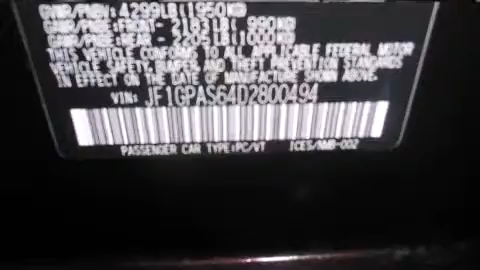 GVWR/PNBV: 4299LB(1950KG)
GAWR/PBE:FRONT- 2183LB( 990KG)
GAWR/PBE:REAR - 2205LB(1000KG)
THIS VEHICLE CONFORMS TO ALL APPLICABLE FEDERAL MOTOR
VEHICLE SAFETY,BUMPER AND THEFT PREVENTION STANDARDS
IN EFFECT ON THE DATE OF MANUFACTURE SHOWN ABOVE.
VIN: JF1GPAS64D2800494
PASSENGER CAR TYPE:PC/VT ICES/NMB-002